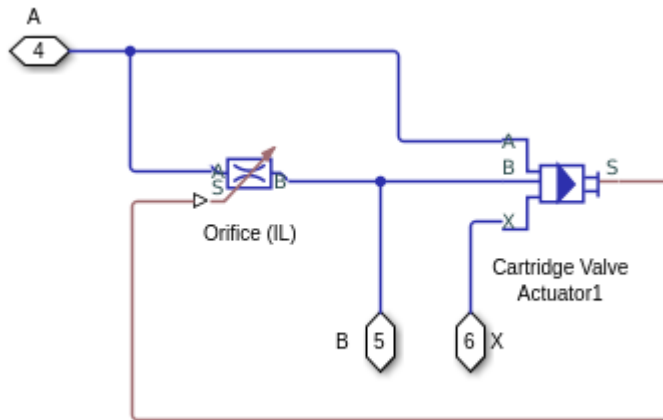 A
4
A
A
B
S
S
B
Orifice (IL)
X
Cartridge Valve
Actuator1
B
5
6
X